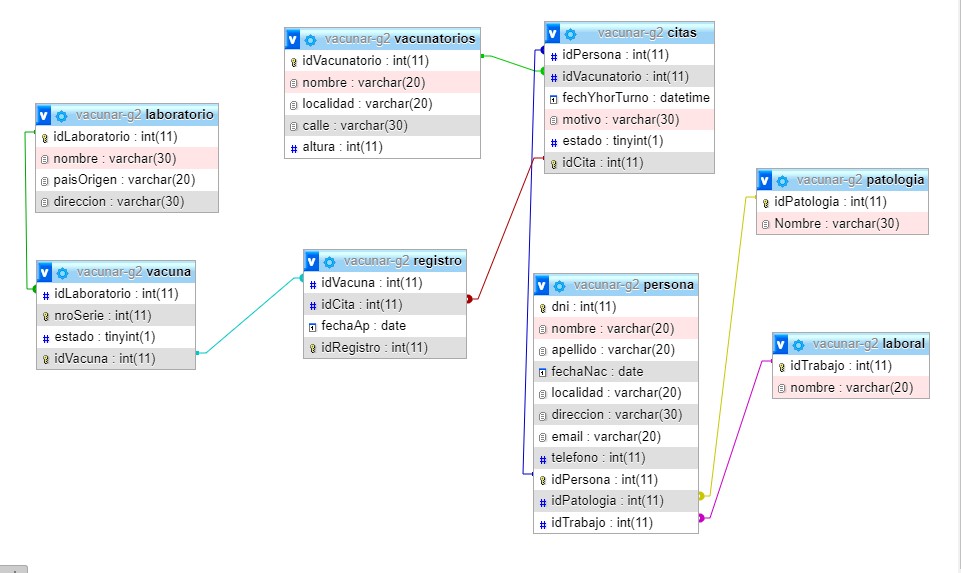 vacunar-g2 vacunatorios
idVacunatorio : int(11)
nombre : varchar(20)
localidad : varchar(20)
calle : varchar(30)
altura : int(11)
vacunar-g2 citas
idPersona : int(11)
idVacunatorio : int(11)
fechYhorTurno : datetime
motivo : varchar(30)
estado : tinyint(1)
idCita : int(11)
vacunar-g2 laboratorio
idLaboratorio : int(11)
nombre : varchar(30)
paisOrigen : varchar(20)
direccion : varchar(30)
vacunar-g2 patologia
idPatologia : int(11)
Nombre : varchar(30)
vacunar-g2 vacuna
idLaboratorio : int(11)
nroSerie : int(11)
estado : tinyint(1)
idVacuna : int(11)
vacunar-g2 registro
idVacuna : int(11)
idCita : int(11)
fechaAp : date
idRegistro : int(11)
vacunar-g2 persona
dni : int(11)
nombre : varchar(20)
apellido : varchar(20)
fechaNac : date
localidad : varchar(20)
direccion : varchar(30)
email : varchar(20)
telefono : int(11)
idPersona : int(11)
idPatologia : int(11)
idTrabajo : int(11)
vacunar-g2 laboral
idTrabajo : int(11)
nombre : varchar(20)